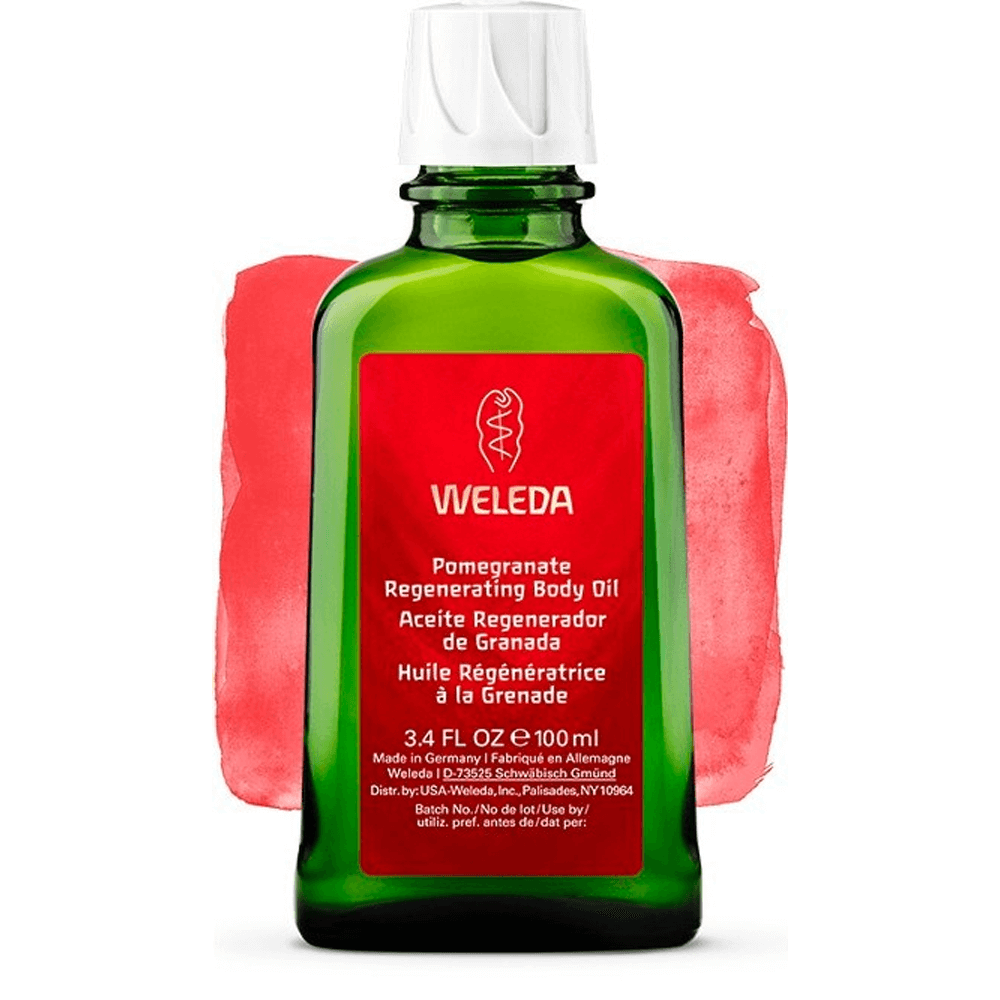 WELEDA
Pomegranate
Regenerating Body Oil
Aceite Regenerador
de Granada
Huile Régénératrice
à la Grenade
3.4 FL OZ ℮ 100 ml
Made in Germany | Fabriqué en Allemagne
Weleda | D-73525 Schwäbisch Gmünd
Distr. by: USA-Weleda, Inc., Palisades, NY 10964
Batch No./No de lot/Use by/
utiliz. pref. antes de/dat per: